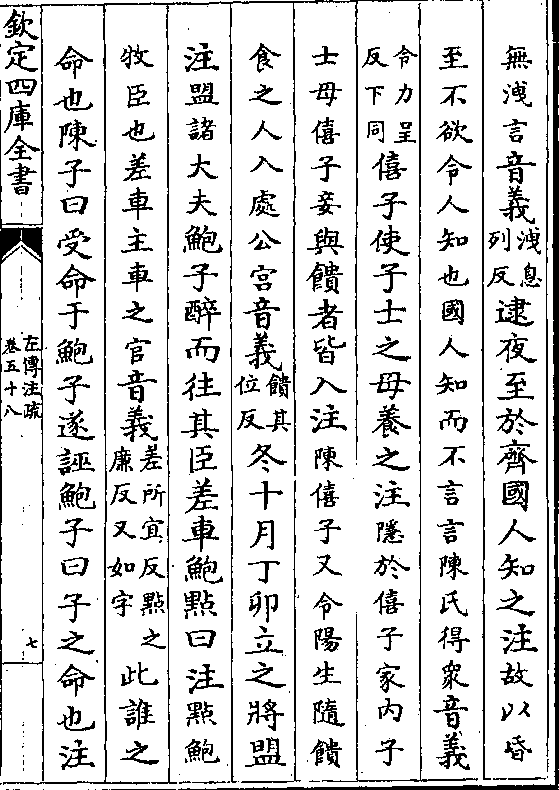 無洩言音義洩息列反逮夜至於齊國人知之注故以昏
至不欲令人知也國人知而不言言陳氏得衆音義
令力呈反下同僖子使子士之母養之注隱於僖子家內子
士母僖子妾與饋者皆入注陳僖子又令陽生隨饋
食之人入處公宮音義饋其位反冬十月丁卯立之將盟
注盟諸大夫鮑子醉而往其臣差車鮑點曰注點鮑
牧臣也差車主車之官音義差所宜反點之廉反又如字此誰之
命也陳子曰受命于鮑子遂誣鮑子曰子之命也注
欽定四庫全書
左傳注疏
卷五十八
七